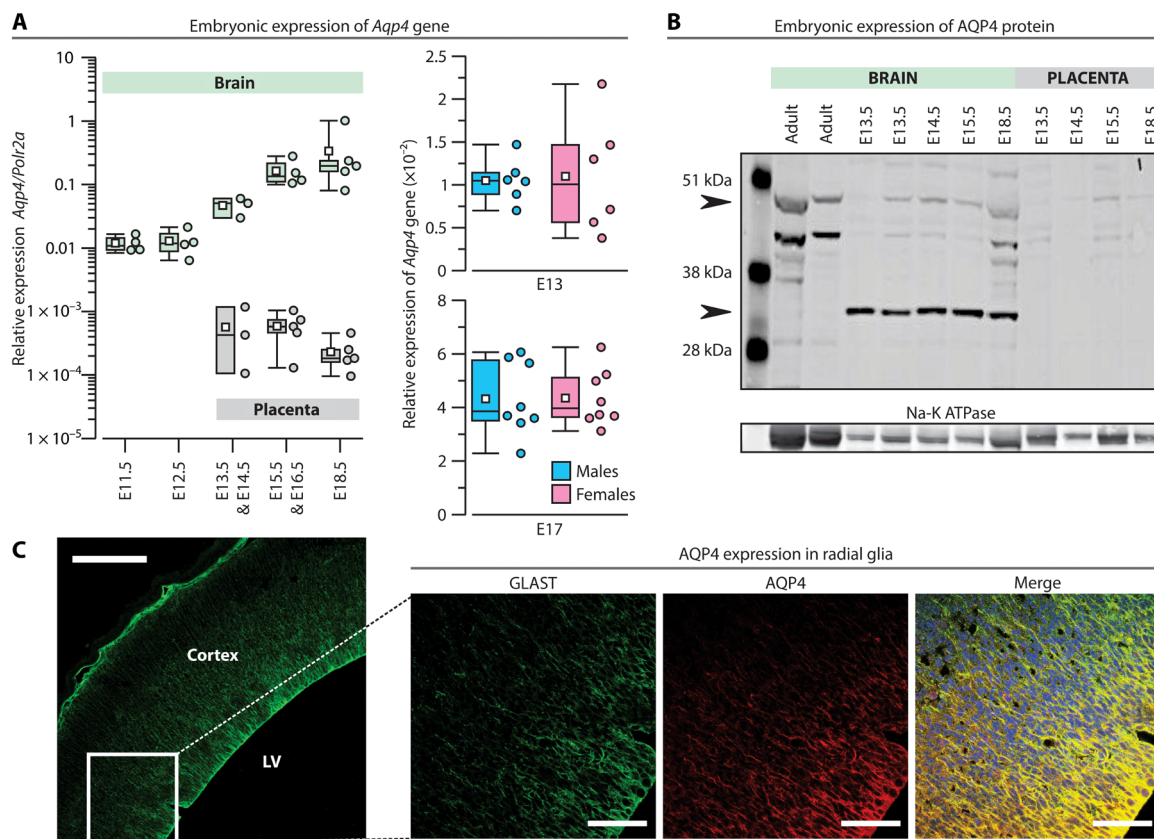 A
Embryonic expression of Aqp4 gene
Relative expression Aqp4/Polr2a
10
1
0.1
0.01
1 × 10⁻³
1 × 10⁻⁴
1 × 10⁻⁵
Brain
Placenta
E11.5
E12.5
E13.5
& E14.5
E15.5
& E16.5
E18.5
Relative expression of Aqp4 gene (×10⁻²)
2.5
2
1.5
1
0.5
0
E13
8
6
4
2
0
Males
Females
E17
B
Embryonic expression of AQP4 protein
BRAIN
PLACENTA
Adult
Adult
E13.5
E13.5
E14.5
E15.5
E18.5
E13.5
E14.5
E15.5
E18.5
51 kDa
38 kDa
28 kDa
Na-K ATPase
C
Cortex
LV
AQP4 expression in radial glia
GLAST
AQP4
Merge